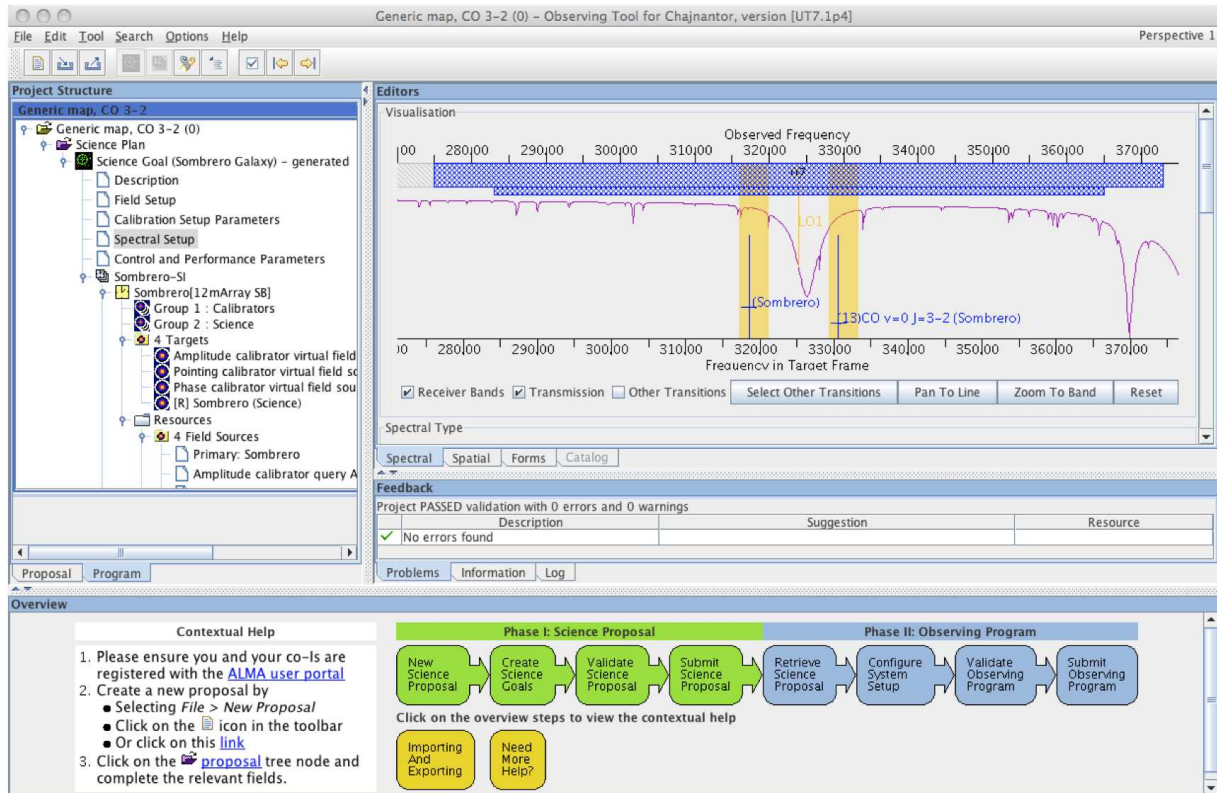 Generic map, CO 3-2 (0) – Observing Tool for Chajnantor, version [UT7.1p4]
File Edit Tool Search Options Help
Perspective 1
Project Structure
Generic map, CO 3-2
Generic map, CO 3-2 (0)
Science Plan
Science Goal (Sombrero Galaxy) – generated
Description
Field Setup
Calibration Setup Parameters
Spectral Setup
Control and Performance Parameters
Sombrero-SI
Sombrero[12mArray SB]
Group 1 : Calibrators
Group 2 : Science
4 Targets
Amplitude calibrator virtual field
Pointing calibrator virtual field so
Phase calibrator virtual field sou
[R] Sombrero (Science)
Resources
4 Field Sources
Primary: Sombrero
Amplitude calibrator query A
Proposal Program
Editors
Visualisation
Observed Frequency
00 280.00 290.00 300.00 310.00 320.00 330.00 340.00 350.00 360.00 370.00
LO1
(Sombrero)
(13)CO v=0 J=3-2 (Sombrero)
00 280.00 290.00 300.00 310.00 320.00 330.00 340.00 350.00 360.00 370.00
Frequency in Target Frame
Receiver Bands Transmission Other Transitions Select Other Transitions Pan To Line Zoom To Band Reset
Spectral Type
Spectral Spatial Forms Catalog
Feedback
Project PASSED validation with 0 errors and 0 warnings
Description Suggestion Resource
No errors found
Problems Information Log
Overview
Contextual Help
1. Please ensure you and your co-Is are
registered with the ALMA user portal
2. Create a new proposal by
Selecting File > New Proposal
Click on the icon in the toolbar
Or click on this link
3. Click on the proposal tree node and
complete the relevant fields.
Phase I: Science Proposal
Phase II: Observing Program
New
Science
Proposal
Create
Science
Goals
Validate
Science
Proposal
Submit
Science
Proposal
Retrieve
Science
Proposal
Configure
System
Setup
Validate
Observing
Program
Submit
Observing
Program
Click on the overview steps to view the contextual help
Importing
And
Exporting
Need
More
Help?